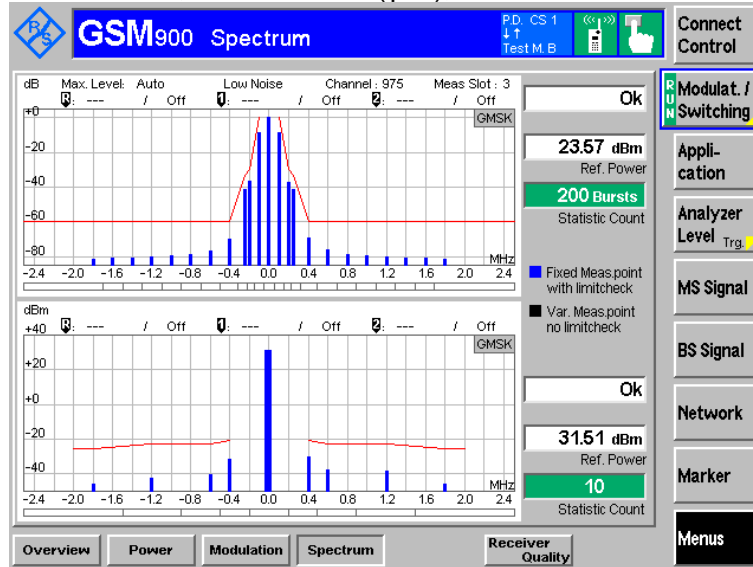 R/S GSM900 Spectrum P.D. CS 1
Test M. B
Connect Control
dB Max. Level: Auto Low Noise Channel : 975 Meas Slot : 3
R: --- / Off 1: --- / Off 2: --- / Off
GMSK
+0
-20
-40
-60
-80
MHz
-2.4 -2.0 -1.6 -1.2 -0.8 -0.4 0.0 0.4 0.8 1.2 1.6 2.0 2.4
Ok
23.57 dBm
Ref. Power
200 Bursts
Statistic Count
Fixed Meas.point
with limitcheck
Var. Meas.point
no limitcheck
dBm
R: --- / Off 1: --- / Off 2: --- / Off
GMSK
+40
+20
+0
-20
-40
MHz
-2.4 -2.0 -1.6 -1.2 -0.8 -0.4 0.0 0.4 0.8 1.2 1.6 2.0 2.4
Ok
31.51 dBm
Ref. Power
10
Statistic Count
RUN
Modulat. /
Switching
Appli-
cation
Analyzer
Level Trg.
MS Signal
BS Signal
Network
Marker
Menus
Overview Power Modulation Spectrum Receiver
Quality